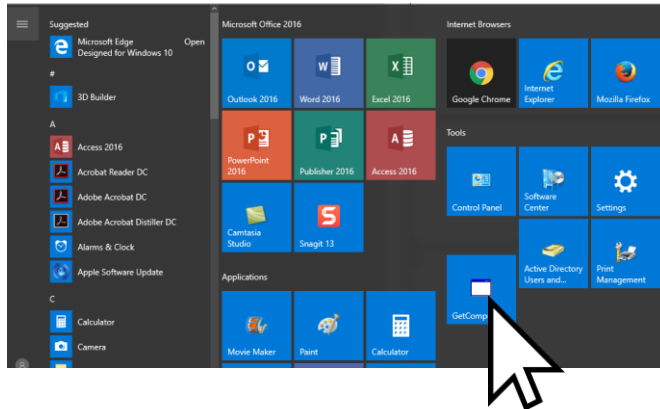 Suggested
Microsoft Edge
Designed for Windows 10
Open
#
3D Builder
A
Access 2016
Acrobat Reader DC
Adobe Acrobat DC
Adobe Acrobat Distiller DC
Alarms & Clock
Apple Software Update
C
Calculator
Camera
Microsoft Office 2016
Outlook 2016
Word 2016
Excel 2016
PowerPoint
2016
Publisher 2016
Access 2016
Camtasia
Studio
Snagit 13
Applications
Movie Maker
Paint
Calculator
Internet Browsers
Google Chrome
Internet
Explorer
Mozilla Firefox
Tools
Control Panel
Software
Center
Settings
Active Directory
Users and...
Print
Management